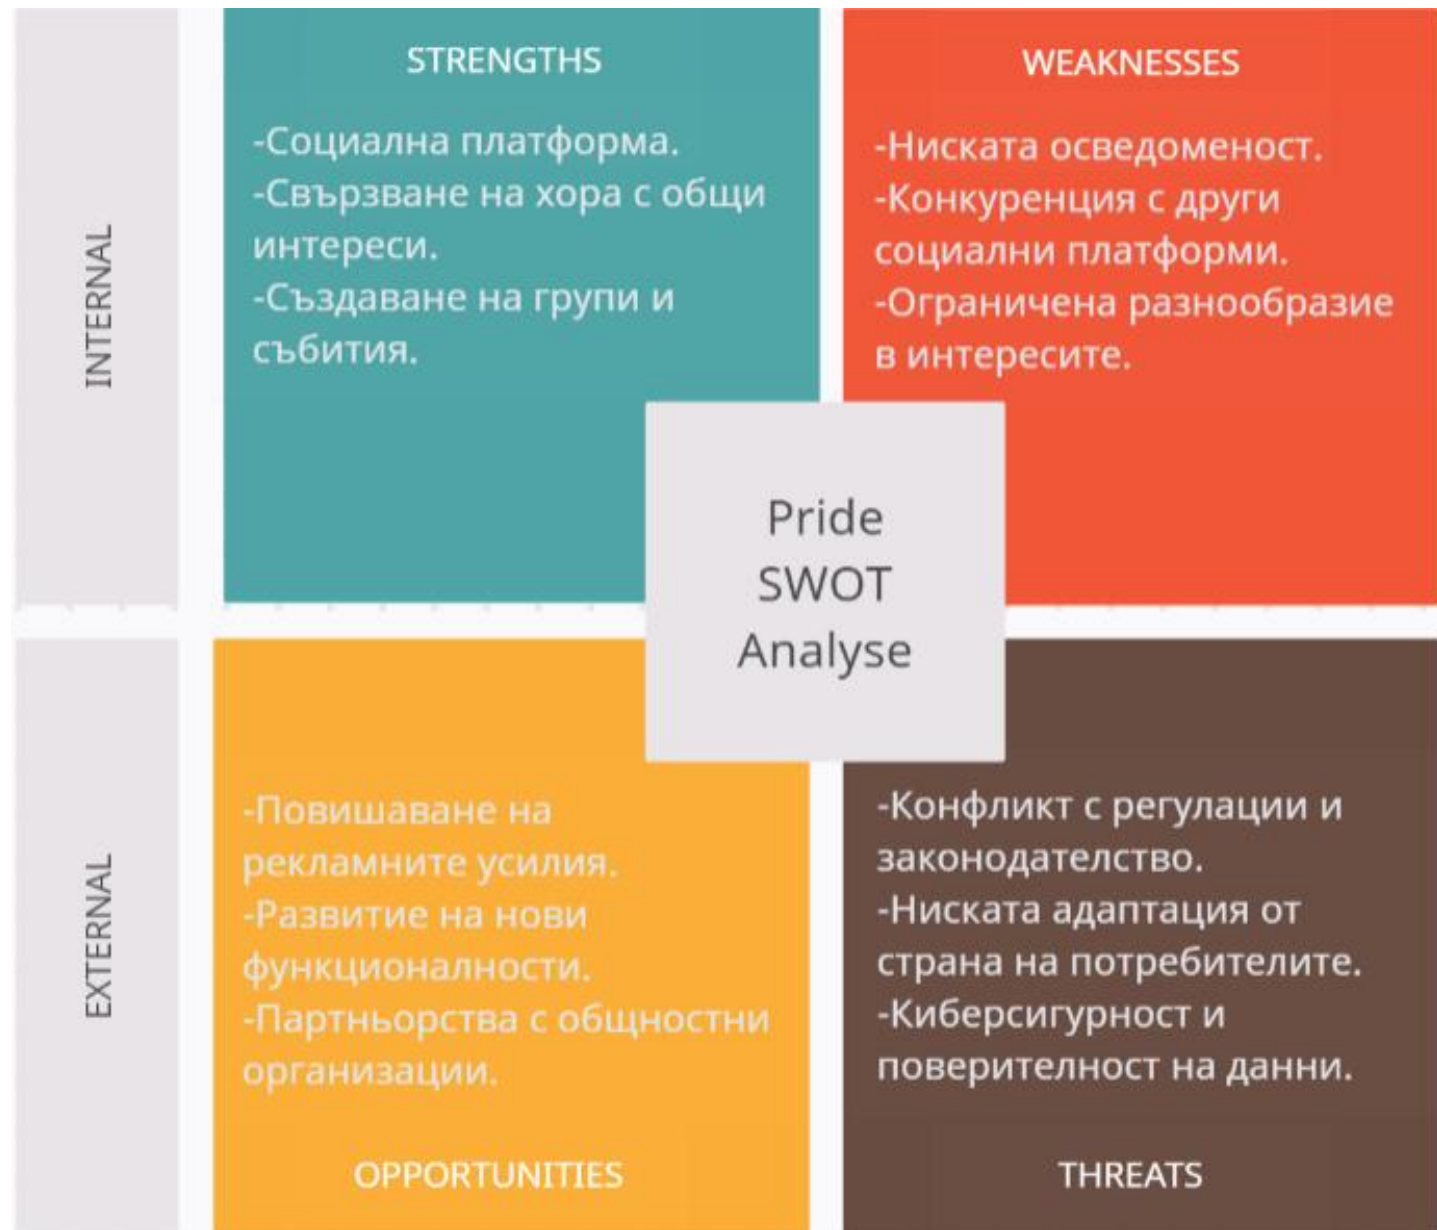 INTERNAL
STRENGTHS
-Социална платформа.
-Свързване на хора с общи
интереси.
-Създаване на групи и
събития.
WEAKNESSES
-Ниската осведоменост.
-Конкуренция с други
социални платформи.
-Ограничена разнообразие
в интересите.
Pride
SWOT
Analyse
EXTERNAL
-Повишаване на
рекламните усилия.
-Развитие на нови
функционалности.
-Партньорства с общностни
организации.
OPPORTUNITIES
-Конфликт с регулации и
законодателство.
-Ниската адаптация от
страна на потребителите.
-Киберсигурност и
поверителност на данни.
THREATS